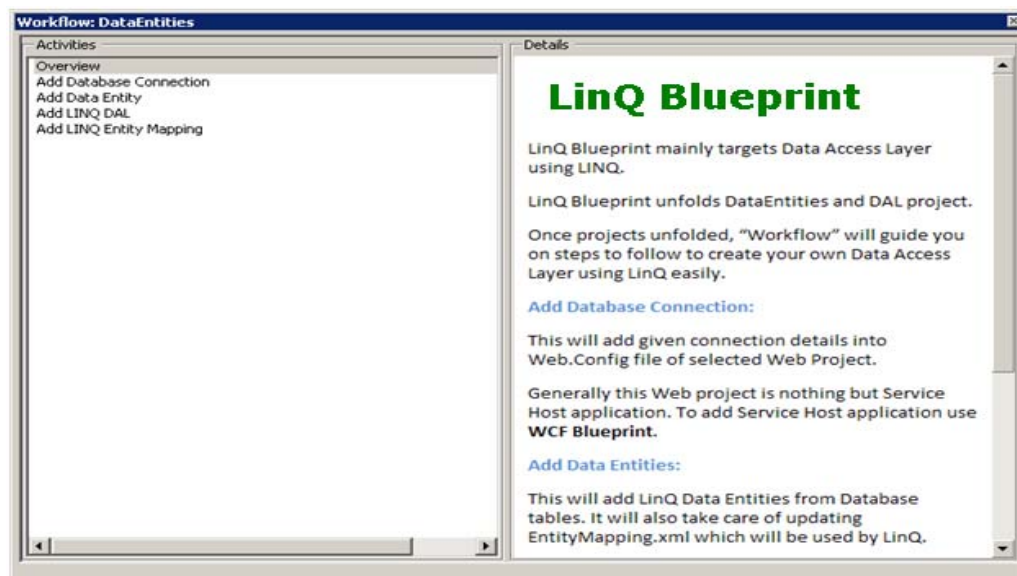 Workflow: DataEntities
Activities
Overview
Add Database Connection
Add Data Entity
Add LINQ DAL
Add LINQ Entity Mapping
Details
LinQ Blueprint
LinQ Blueprint mainly targets Data Access Layer
using LINQ.
LinQ Blueprint unfolds DataEntities and DAL project.
Once projects unfolded, “Workflow” will guide you
on steps to follow to create your own Data Access
Layer using LinQ easily.
Add Database Connection:
This will add given connection details into
Web.Config file of selected Web Project.
Generally this Web project is nothing but Service
Host application. To add Service Host application use
WCF Blueprint.
Add Data Entities:
This will add LinQ Data Entities from Database
tables. It will also take care of updating
EntityMapping.xml which will be used by LinQ.